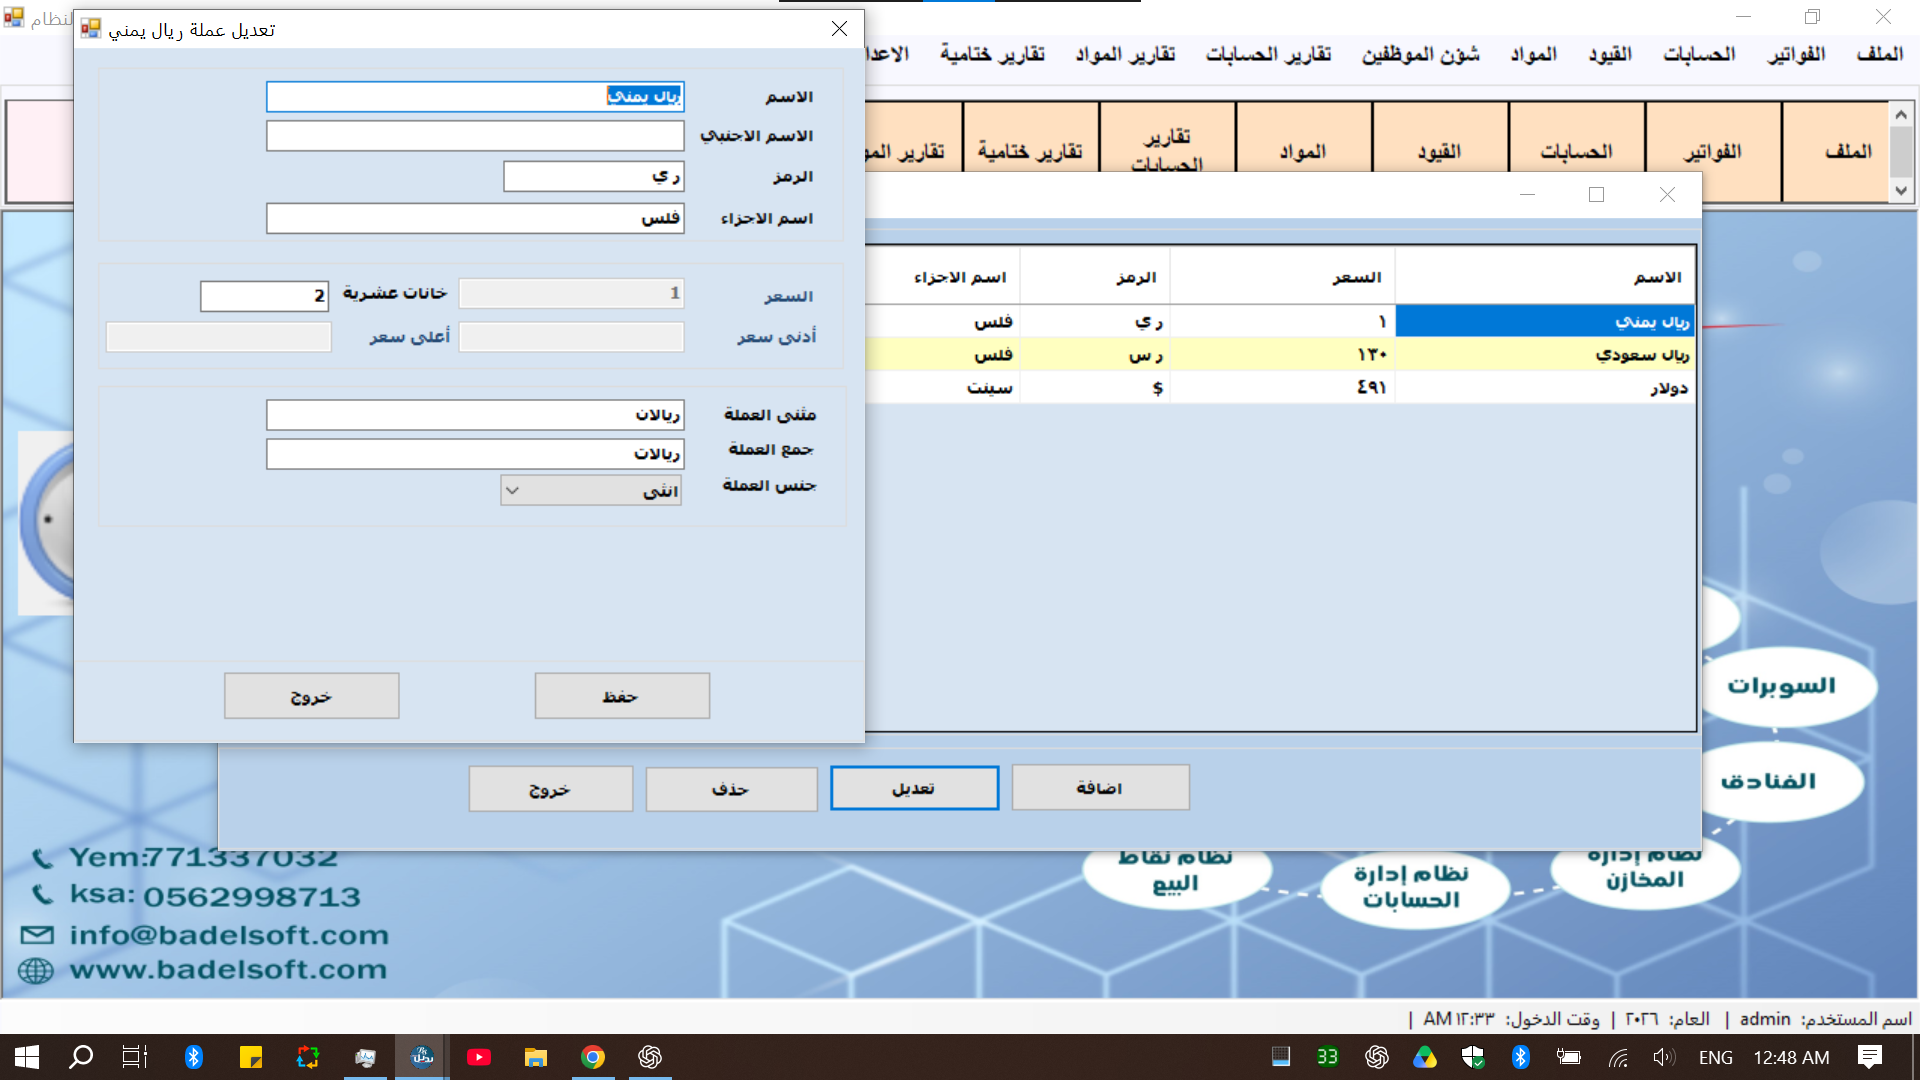 النظام
تعديل عملة ريال يمني
الملف
الفواتير
الحسابات
القيود
المواد
شؤن الموظفين
تقارير الحسابات
تقارير المواد
تقارير ختامية
الملف
الفواتير
الحسابات
القيود
المواد
تقارير الحسابات
تقارير ختامية
الاسم
ريال يمني
الاسم الاجنبي
الرمز
ر ي
اسم الاجزاء
فلس
السعر
1
خانات عشرية
2
أدنى سعر
أعلى سعر
مثنى العملة
ريالان
جمع العملة
ريالات
جنس العملة
انثى
حفظ
خروج
الاسم
السعر
الرمز
اسم الاجزاء
ريال يمني
١
ر ي
فلس
ريال سعودي
١٣٠
ر س
فلس
دولار
٤٩١
$
سينت
اضافة
تعديل
حذف
خروج
السوبرات
الفنادق
نظام إدارة المخازن
نظام إدارة الحسابات
نظام نقاط البيع
Yem:771337032
ksa: 0562998713
info@badelsoft.com
www.badelsoft.com
اسم المستخدم: admin | العام: ٢٠٢٦ | وقت الدخول: ١٢:٣٣ AM |
33
ENG
12:48 AM